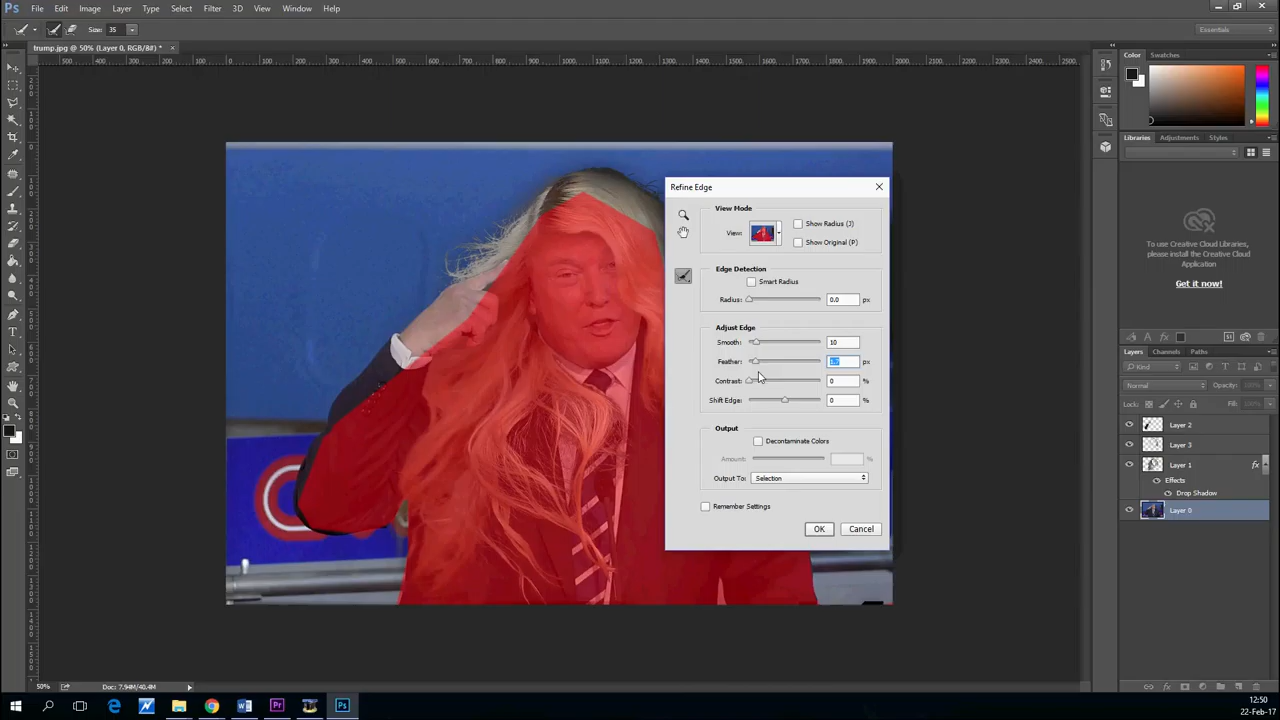 Ps File Edit Image Layer Type Select Filter 3D View Window Help
Size: 35
Essentials
trump.jpg @ 50% (Layer 0, RGB/8#) *
Color Swatches
Libraries Adjustments Styles
To use Creative Cloud Libraries,
please install the Creative Cloud
Application
Get it now!
Refine Edge
View Mode
View:
Show Radius (J)
Show Original (P)
Edge Detection
Smart Radius
Radius: 0.0 px
Adjust Edge
Smooth: 10
Feather: px
Contrast: 0 %
Shift Edge: 0 %
Output
Decontaminate Colors
Amount: %
Output To: Selection
Remember Settings
OK Cancel
Layers Channels Paths
Kind
Normal Opacity:
Lock: Fill:
Layer 2
Layer 3
Layer 1 fx
Effects
Drop Shadow
Layer 0
50% Doc: 7.94M/40.4M
12:50
22-Feb-17